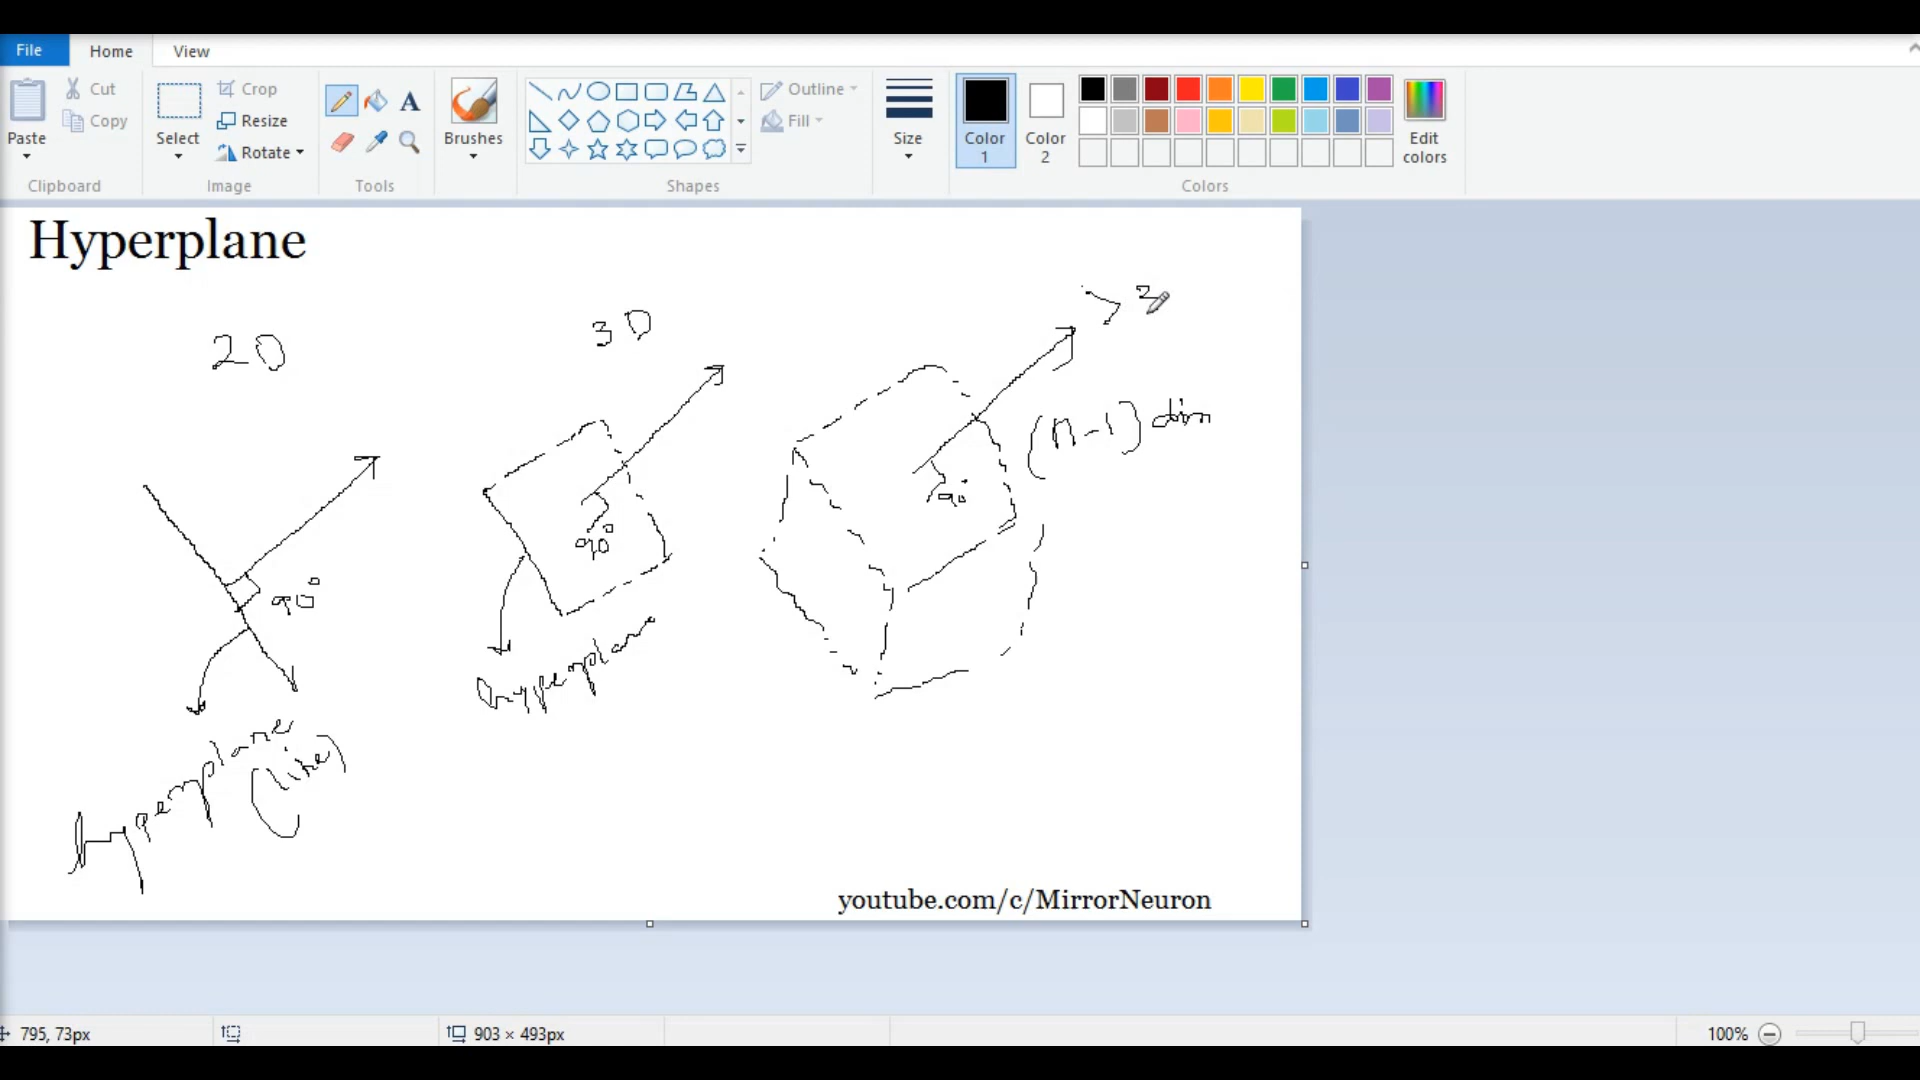 File Home View
Cut
Copy
Paste
Clipboard
Select
Crop
Resize
Rotate
Image
A
Tools
Brushes
Shapes
Outline
Fill
Size
Color
1
Color
2
Edit
colors
Colors
Hyperplane
2D
3D
>
(n-1) dim
90°
90°
90°
hyperplane
hyperplane
(line)
youtube.com/c/MirrorNeuron
795, 73px
903 × 493px
100%